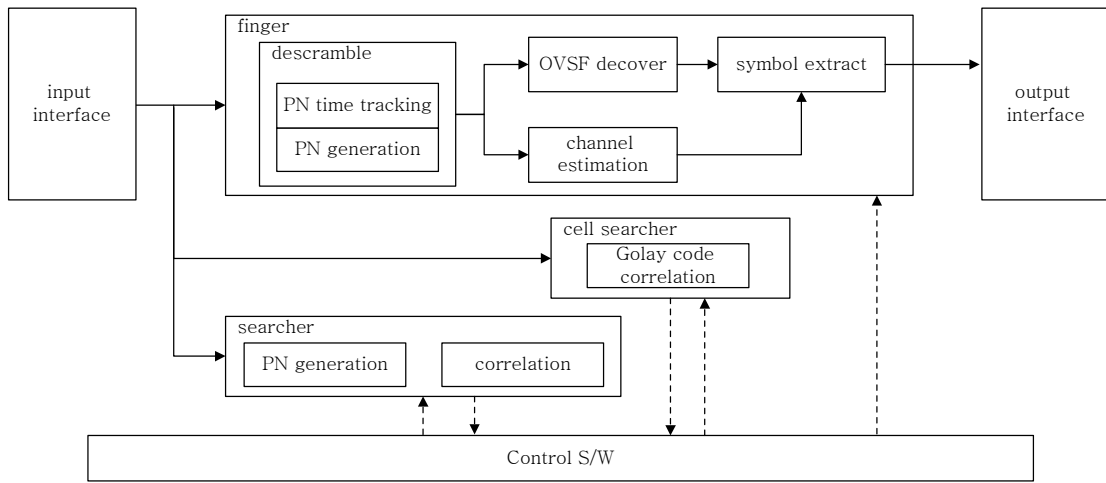 finger
descramble
input
interface
PN time tracking
PN generation
OVSF decover
symbol extract
channel
estimation
output
interface
cell searcher
Golay code
correlation
searcher
PN generation
correlation
Control S/W